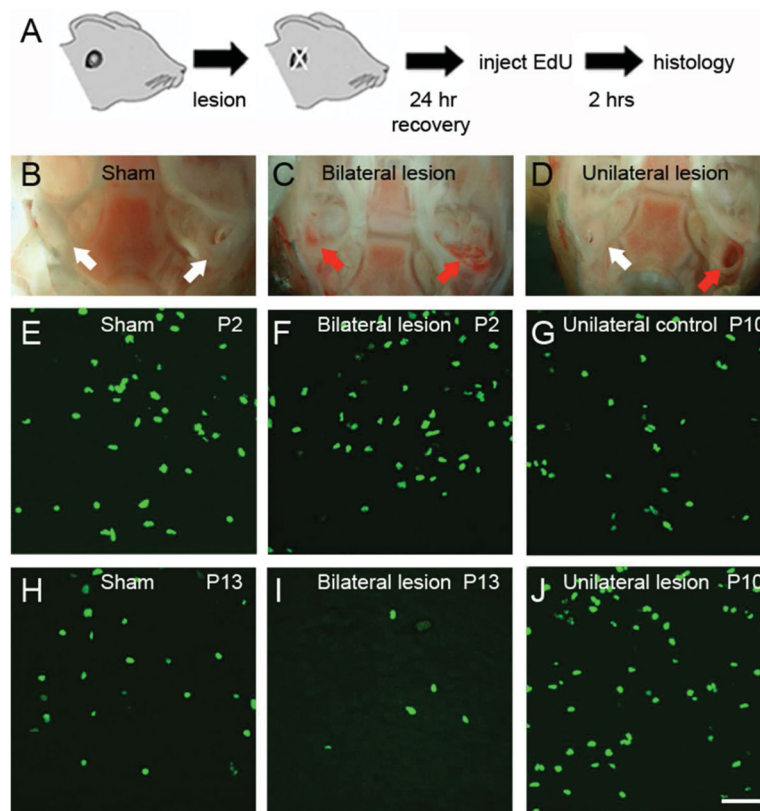 A
lesion
24 hr
recovery
inject EdU
2 hrs
histology
B Sham
C Bilateral lesion
D Unilateral lesion
E Sham P2
F Bilateral lesion P2
G Unilateral control P10
H Sham P13
I Bilateral lesion P13
J Unilateral lesion P10